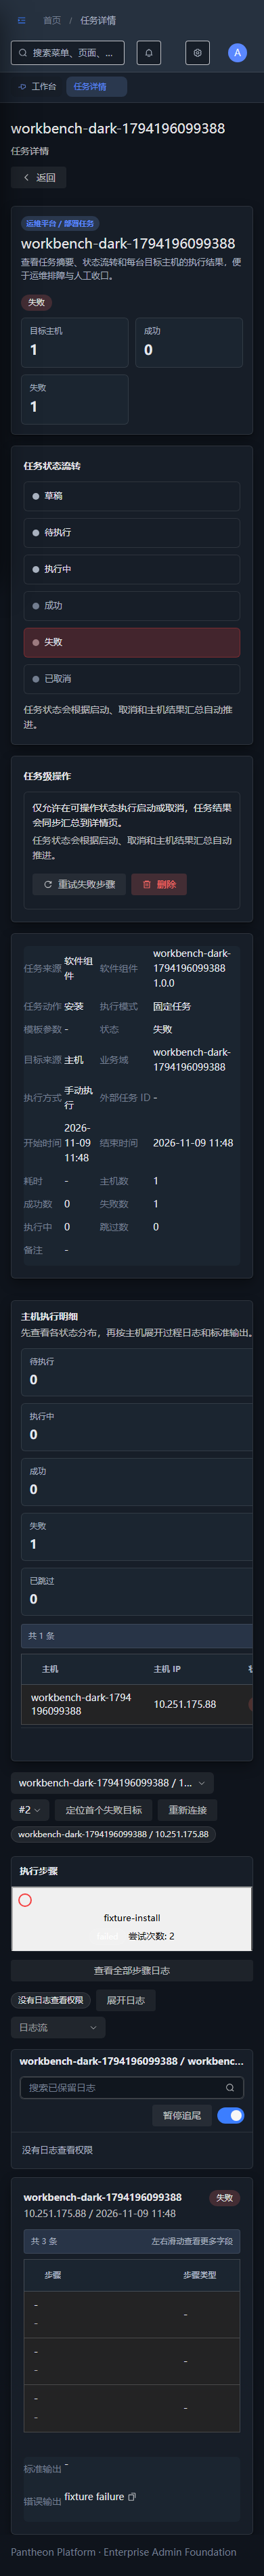 首页 / 任务详情
搜索菜单、页面、...
A
工作台
任务详情
workbench-dark-1794196099388
任务详情
返回
运维平台 / 部署任务
workbench-dark-1794196099388
查看任务摘要、状态流转和每台目标主机的执行结果，便
于运维排障与人工收口。
失败
目标主机
1
成功
0
失败
1
任务状态流转
草稿
待执行
执行中
成功
失败
已取消
任务状态会根据启动、取消和主机结果汇总自动推
进。
任务级操作
仅允许在可操作状态执行启动或取消，任务结果
会同步汇总到详情页。
任务状态会根据启动、取消和主机结果汇总自动
推进。
重试失败步骤
删除
任务来源 软件组件
软件组件 workbench-dark-1794196099388 1.0.0
任务动作 安装
执行模式 固定任务
模板参数 -
状态 失败
目标来源 主机
业务域 workbench-dark-1794196099388
执行方式 手动执行
外部任务 ID -
开始时间 2026-11-09 11:48
结束时间 2026-11-09 11:48
耗时 -
主机数 1
成功数 0
失败数 1
执行中 0
跳过数 0
备注 -
主机执行明细
先查看各状态分布，再按主机展开过程日志和标准输出。
待执行
0
执行中
0
成功
0
失败
1
已跳过
0
共 1 条
主机 主机 IP
workbench-dark-1794196099388 10.251.175.88
workbench-dark-1794196099388 / 1...
#2
定位首个失败目标
重新连接
workbench-dark-1794196099388 / 10.251.175.88
执行步骤
fixture-install
尝试次数: 2
查看全部步骤日志
没有日志查看权限
展开日志
日志流
workbench-dark-1794196099388 / workbenc...
搜索已保留日志
暂停追尾
没有日志查看权限
workbench-dark-1794196099388
失败
10.251.175.88 / 2026-11-09 11:48
共 3 条
左右滑动查看更多字段
步骤 步骤类型
-
-
-
-
-
-
-
-
-
标准输出 -
错误输出 fixture failure
Pantheon Platform · Enterprise Admin Foundation